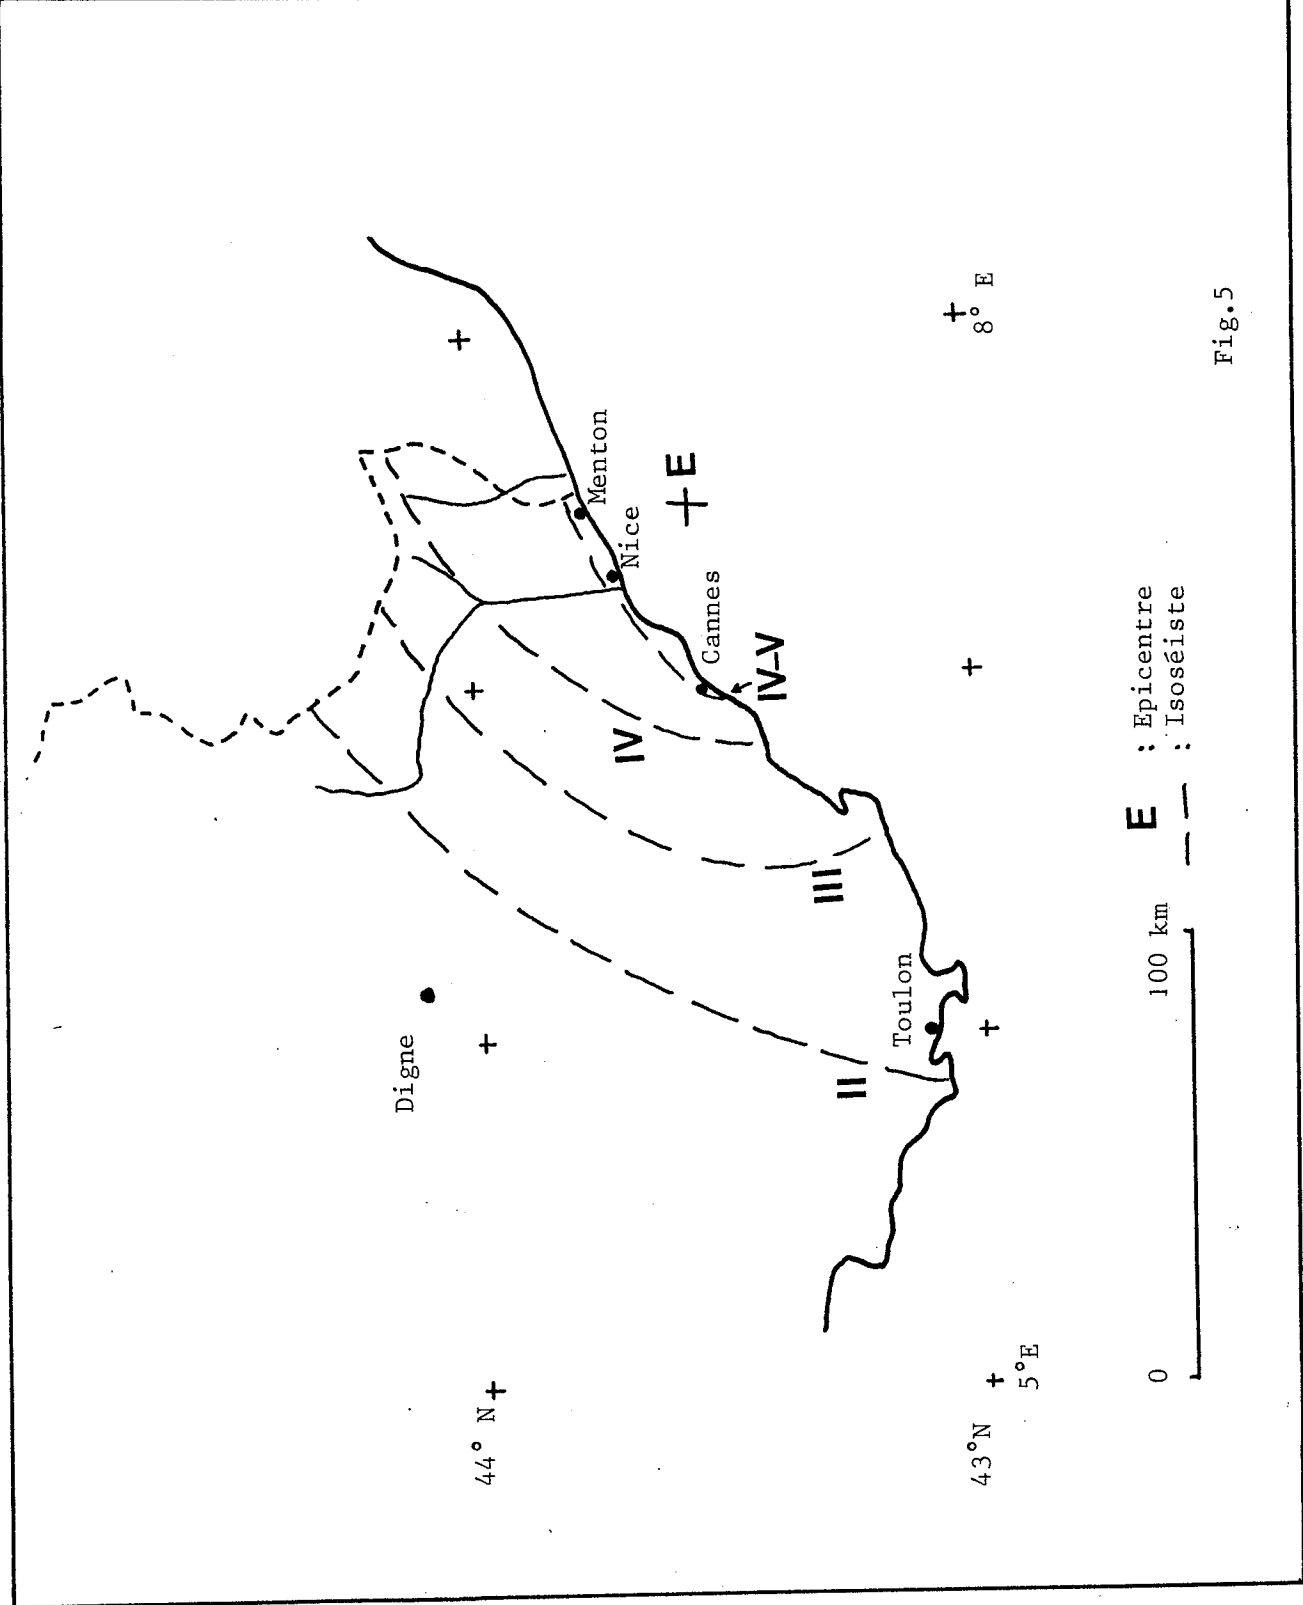 Digne
Menton
Nice
E
Cannes
IV-V
IV
III
II
Toulon
44° N
43°N
5°E
8° E
0 100 km
E : Epicentre
: Isoséiste
Fig.5